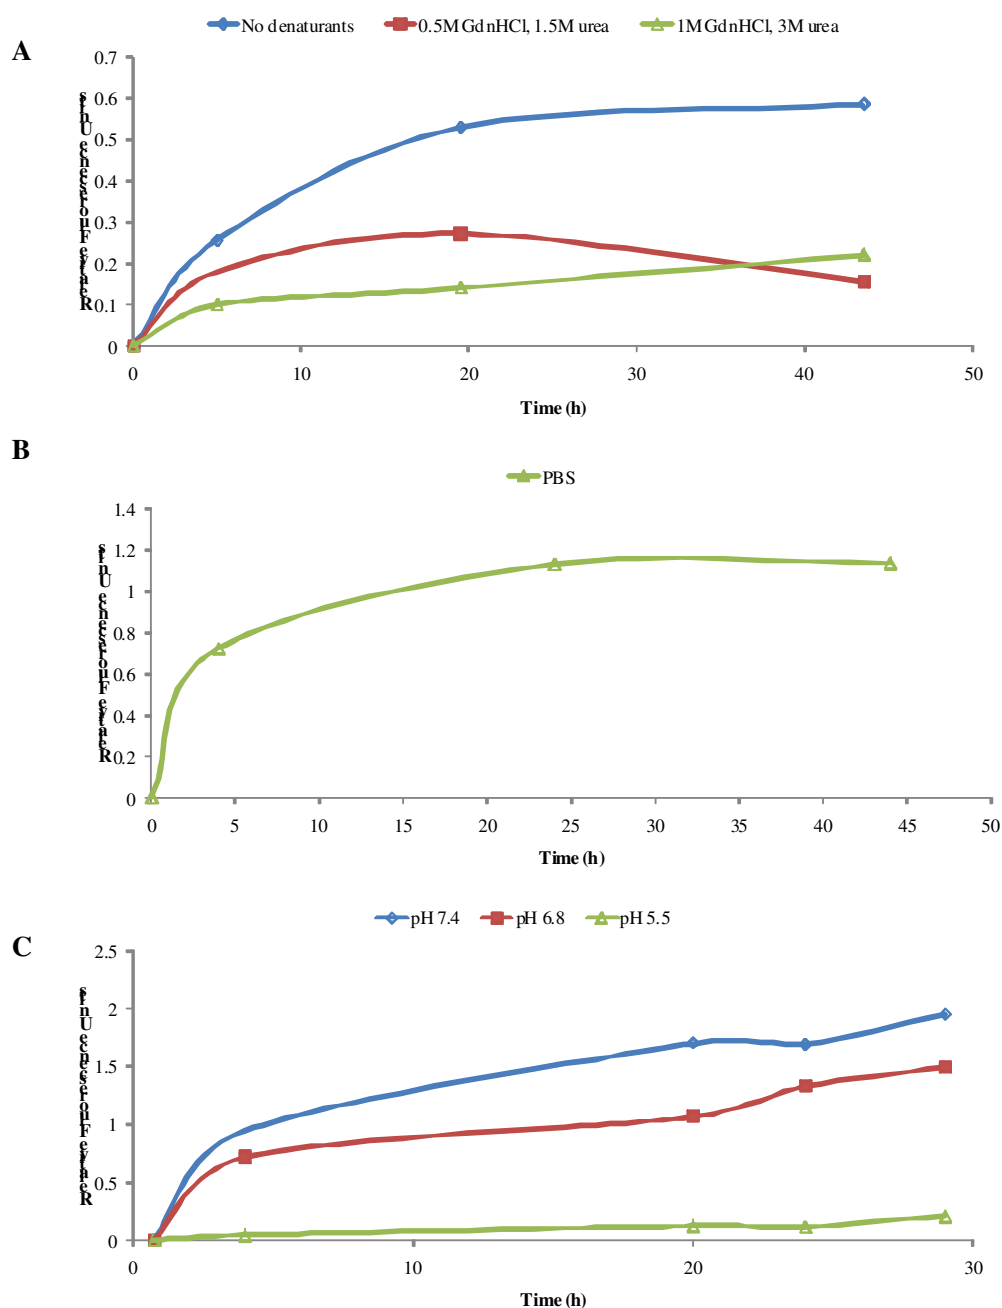 No denaturants 0.5M GdnHCl, 1.5M urea 1M GdnHCl, 3M urea
A
0.7
0.6
0.5
0.4
0.3
0.2
0.1
0
Relative Fluorescence Units
0 10 20 30 40 50
Time (h)
B
PBS
1.4
1.2
1
0.8
0.6
0.4
0.2
0
Relative Fluorescence Units
0 5 10 15 20 25 30 35 40 45 50
Time (h)
pH 7.4 pH 6.8 pH 5.5
C
2.5
2
1.5
1
0.5
0
Relative Fluorescence Units
0 10 20 30
Time (h)